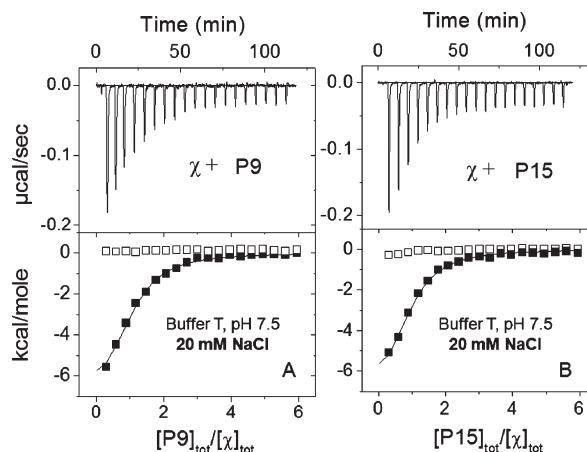 Time (min)
0 50 100
0.0
-0.1
-0.2
μcal/sec
χ + P9
0
-2
-4
-6
kcal/mole
Buffer T, pH 7.5
20 mM NaCl
A
0 2 4 6
[P9]tot/[χ]tot
Time (min)
0 50 100
0.0
-0.1
-0.2
χ + P15
0
-2
-4
-6
Buffer T, pH 7.5
20 mM NaCl
B
0 2 4 6
[P15]tot/[χ]tot